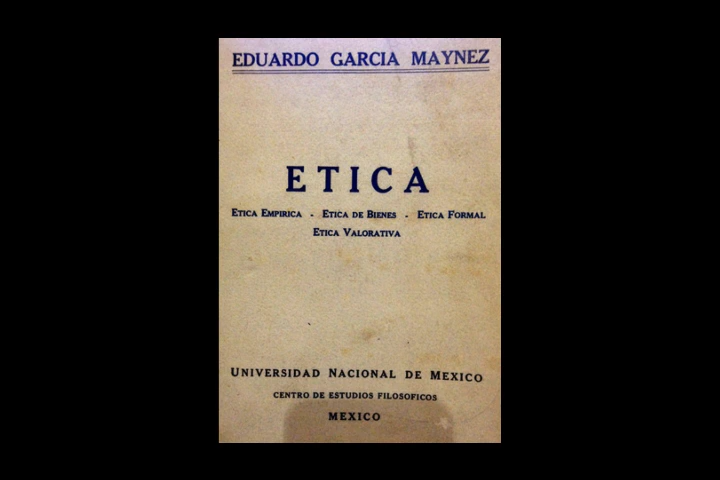 EDUARDO GARCIA MAYNEZ
ETICA
ETICA EMPIRICA - ETICA DE BIENES - ETICA FORMAL
ETICA VALORATIVA
UNIVERSIDAD NACIONAL DE MEXICO
CENTRO DE ESTUDIOS FILOSOFICOS
MEXICO